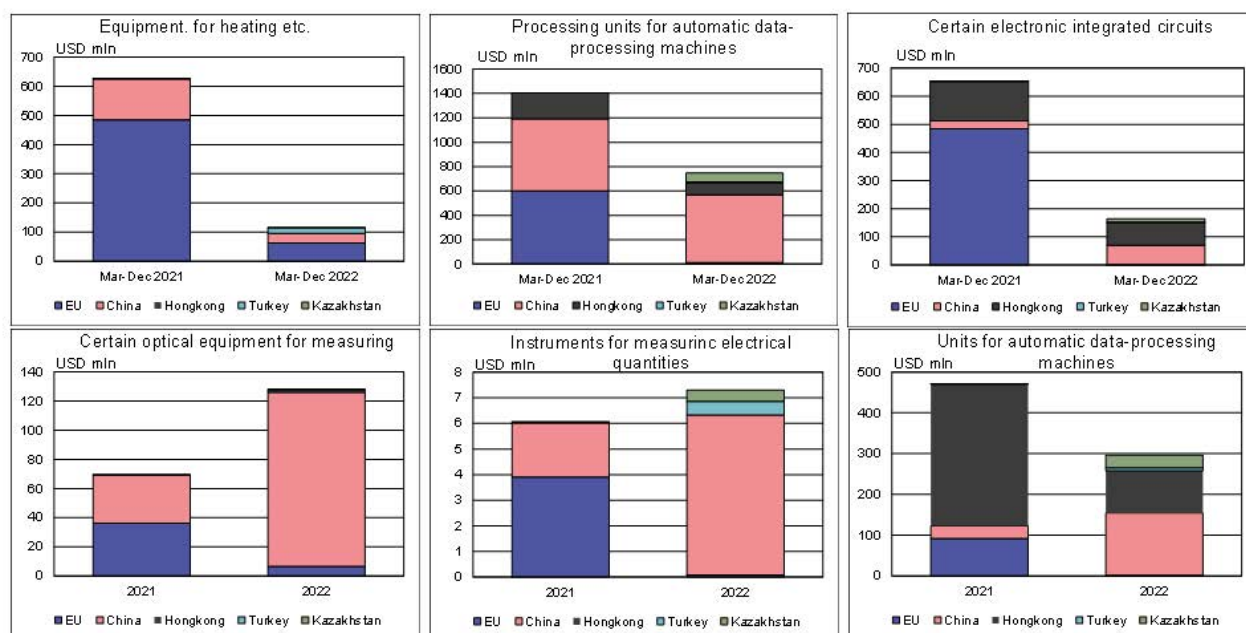 Equipment. for heating etc.
USD mln
700
600
500
400
300
200
100
0
Mar-Dec 2021 Mar-Dec 2022
EU China Hongkong Turkey Kazakhstan
Processing units for automatic data-
processing machines
USD mln
1600
1400
1200
1000
800
600
400
200
0
Mar-Dec 2021 Mar-Dec 2022
EU China Hongkong Turkey Kazakhstan
Certain electronic integrated circuits
USD mln
700
600
500
400
300
200
100
0
Mar-Dec 2021 Mar-Dec 2022
EU China Hongkong Turkey Kazakhstan
Certain optical equipment for measuring
USD mln
140
120
100
80
60
40
20
0
2021 2022
EU China Hongkong Turkey Kazakhstan
Instruments for measurinc electrical
quantities
USD mln
8
7
6
5
4
3
2
1
0
2021 2022
EU China Hongkong Turkey Kazakhstan
Units for automatic data-processing
machines
USD mln
500
400
300
200
100
0
2021 2022
EU China Hongkong Turkey Kazakhstan